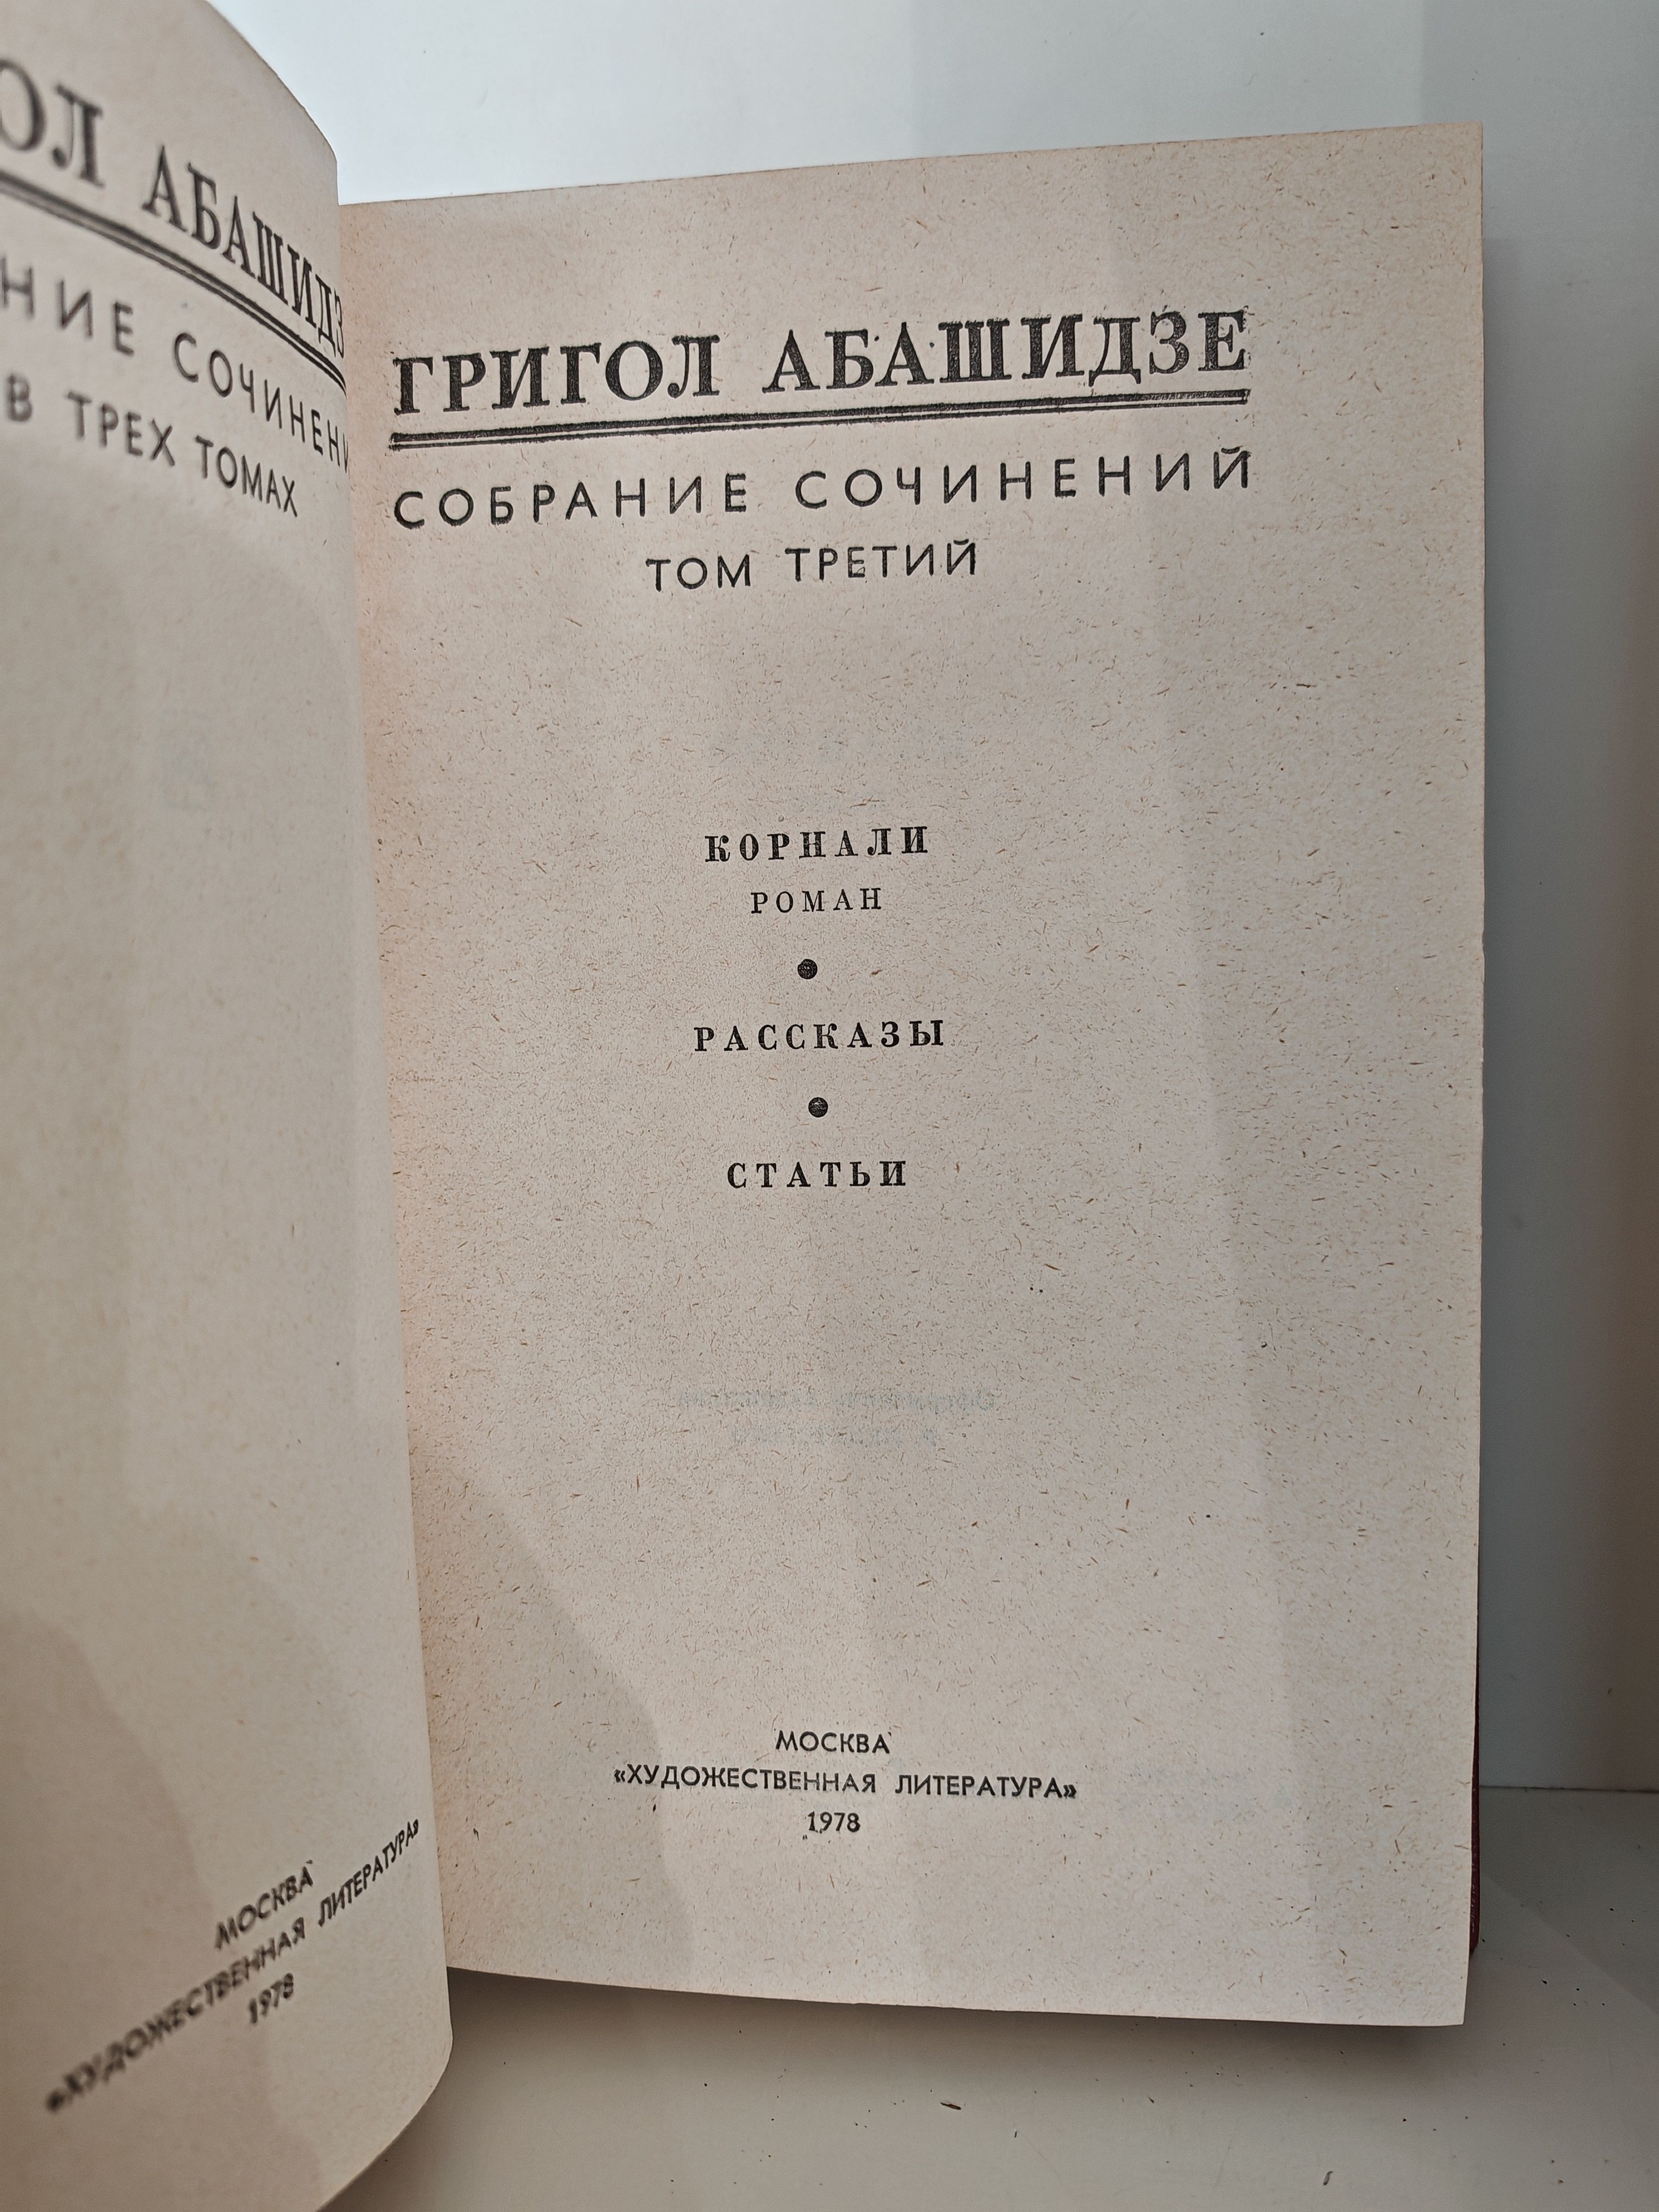 ОЛ АБАШИДЗ
НИЕ СОЧИНЕНИ
В ТРЕХ ТОМАХ
МОСКВА
«ХУДОЖЕСТВЕННАЯ ЛИТЕРАТУРА»
1978
ГРИГОЛ АБАШИДЗЕ
СОБРАНИЕ СОЧИНЕНИЙ
ТОМ ТРЕТИЙ
КОРНАЛИ
РОМАН
РАССКАЗЫ
СТАТЬИ
МОСКВА
«ХУДОЖЕСТВЕННАЯ ЛИТЕРАТУРА»
1978